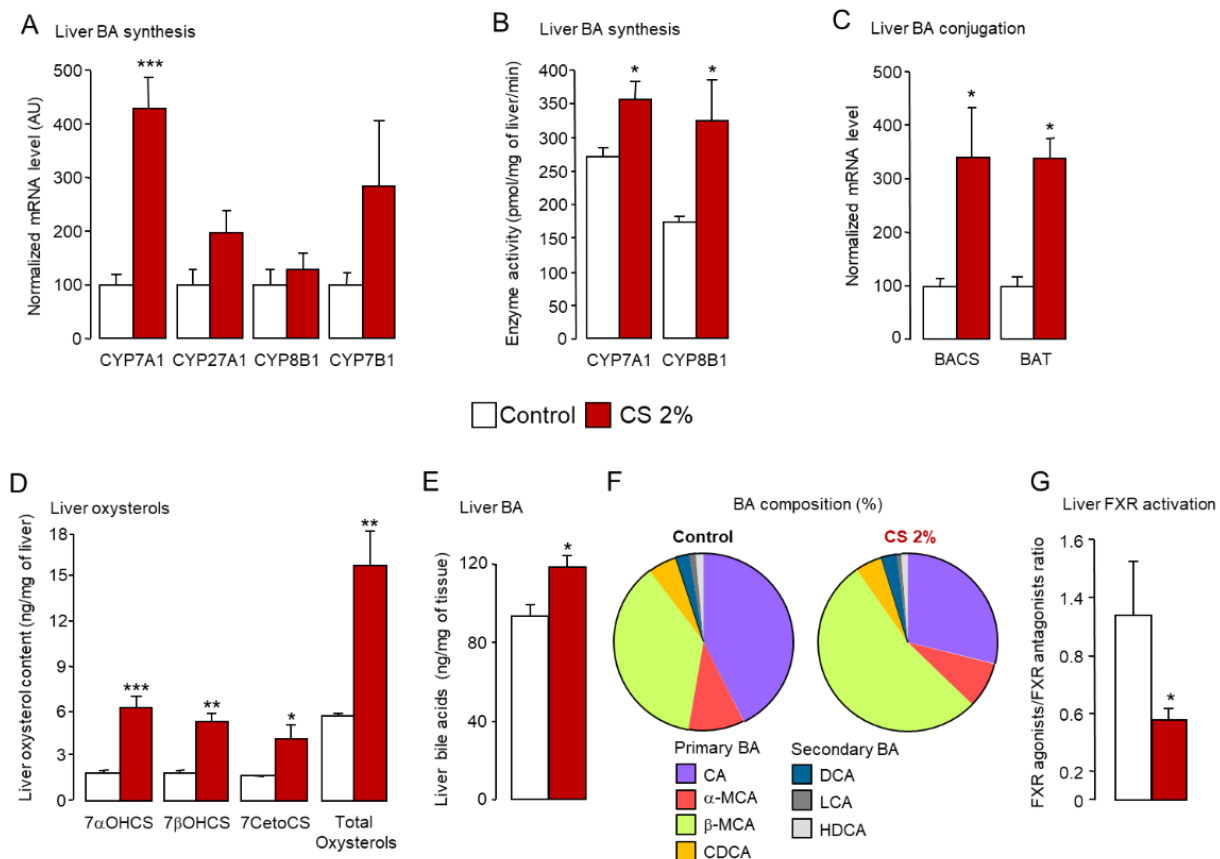 A Liver BA synthesis
Normalized mRNA level (AU)
500
400
300
200
100
0
***
CYP7A1 CYP27A1 CYP8B1 CYP7B1
B Liver BA synthesis
Enzyme activity (pmol/mg of liver/min)
400
350
300
250
200
150
100
50
0
* *
CYP7A1 CYP8B1
C Liver BA conjugation
Normalized mRNA level
500
400
300
200
100
0
* *
BACS BAT
Control CS 2%
D Liver oxysterols
Liver oxysterol content (ng/mg of liver)
18
15
12
9
6
3
0
*** ** * **
7αOHCS 7βOHCS 7CetoCS Total
Oxysterols
E Liver BA
Liver bile acids (ng/mg of tissue)
120
80
40
0
*
F BA composition (%)
Control CS 2%
Primary BA Secondary BA
CA DCA
α-MCA LCA
β-MCA HDCA
CDCA
G Liver FXR activation
FXR agonists/FXR antagonists ratio
1.6
1.4
0.8
0.6
0.2
0
*